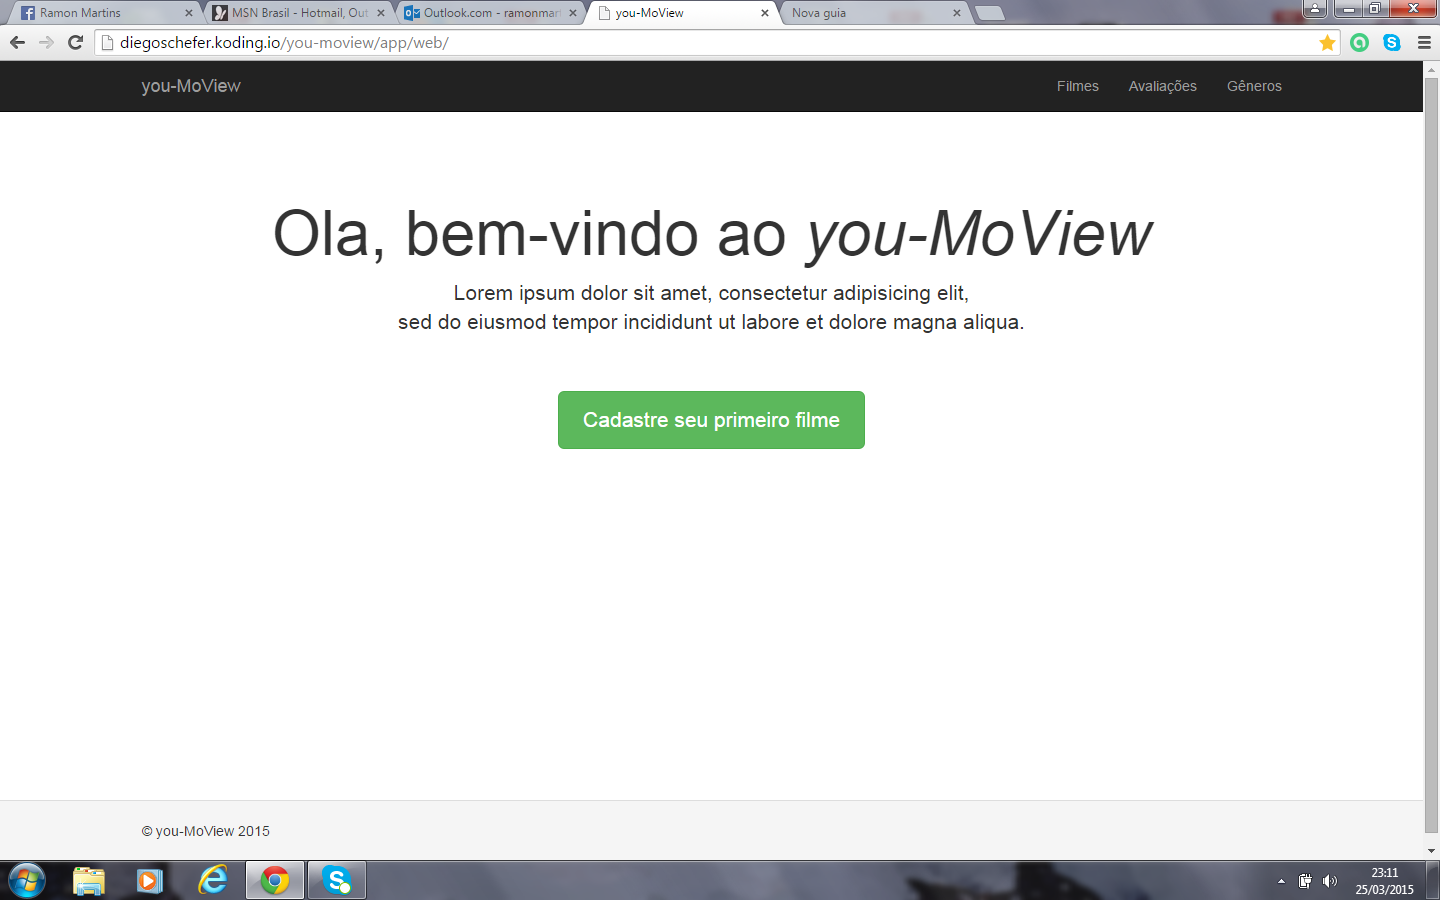 Ramon Martins
MSN Brasil - Hotmail, Out
Outlook.com - ramonmar
you-MoView
Nova guia
diegoschefer.koding.io/you-moview/app/web/
you-MoView
Filmes
Avaliações
Gêneros
Ola, bem-vindo ao you-MoView
Lorem ipsum dolor sit amet, consectetur adipisicing elit,
sed do eiusmod tempor incididunt ut labore et dolore magna aliqua.
Cadastre seu primeiro filme
© you-MoView 2015
23:11
25/03/2015